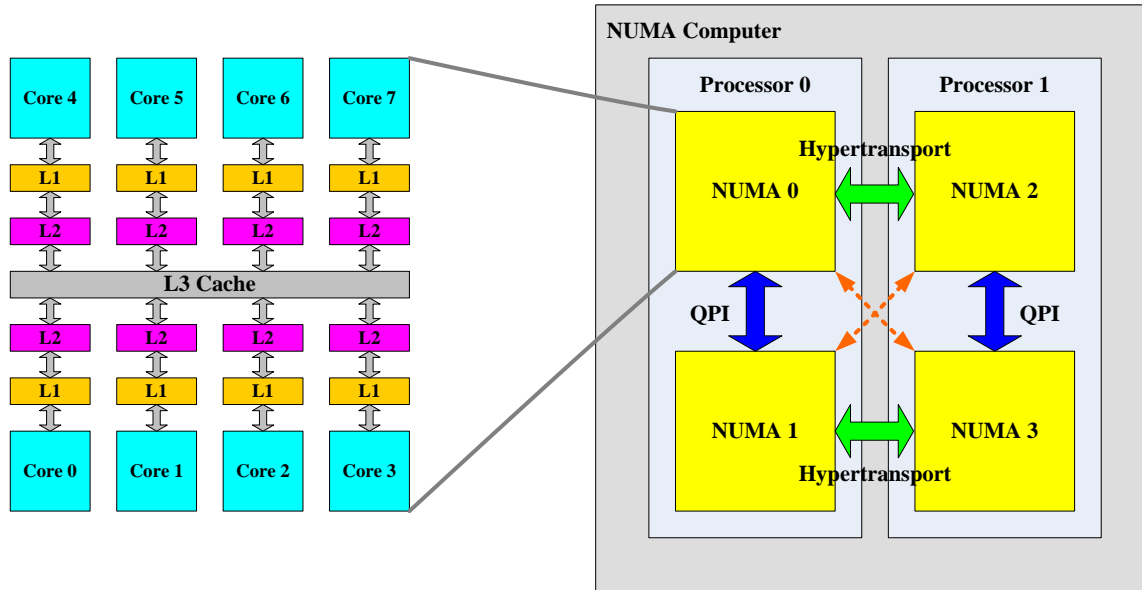 Core 4 Core 5 Core 6 Core 7
L1 L1 L1 L1
L2 L2 L2 L2
L3 Cache
L2 L2 L2 L2
L1 L1 L1 L1
Core 0 Core 1 Core 2 Core 3
NUMA Computer
Processor 0 Processor 1
Hypertransport
NUMA 0 NUMA 2
QPI QPI
NUMA 1 NUMA 3
Hypertransport